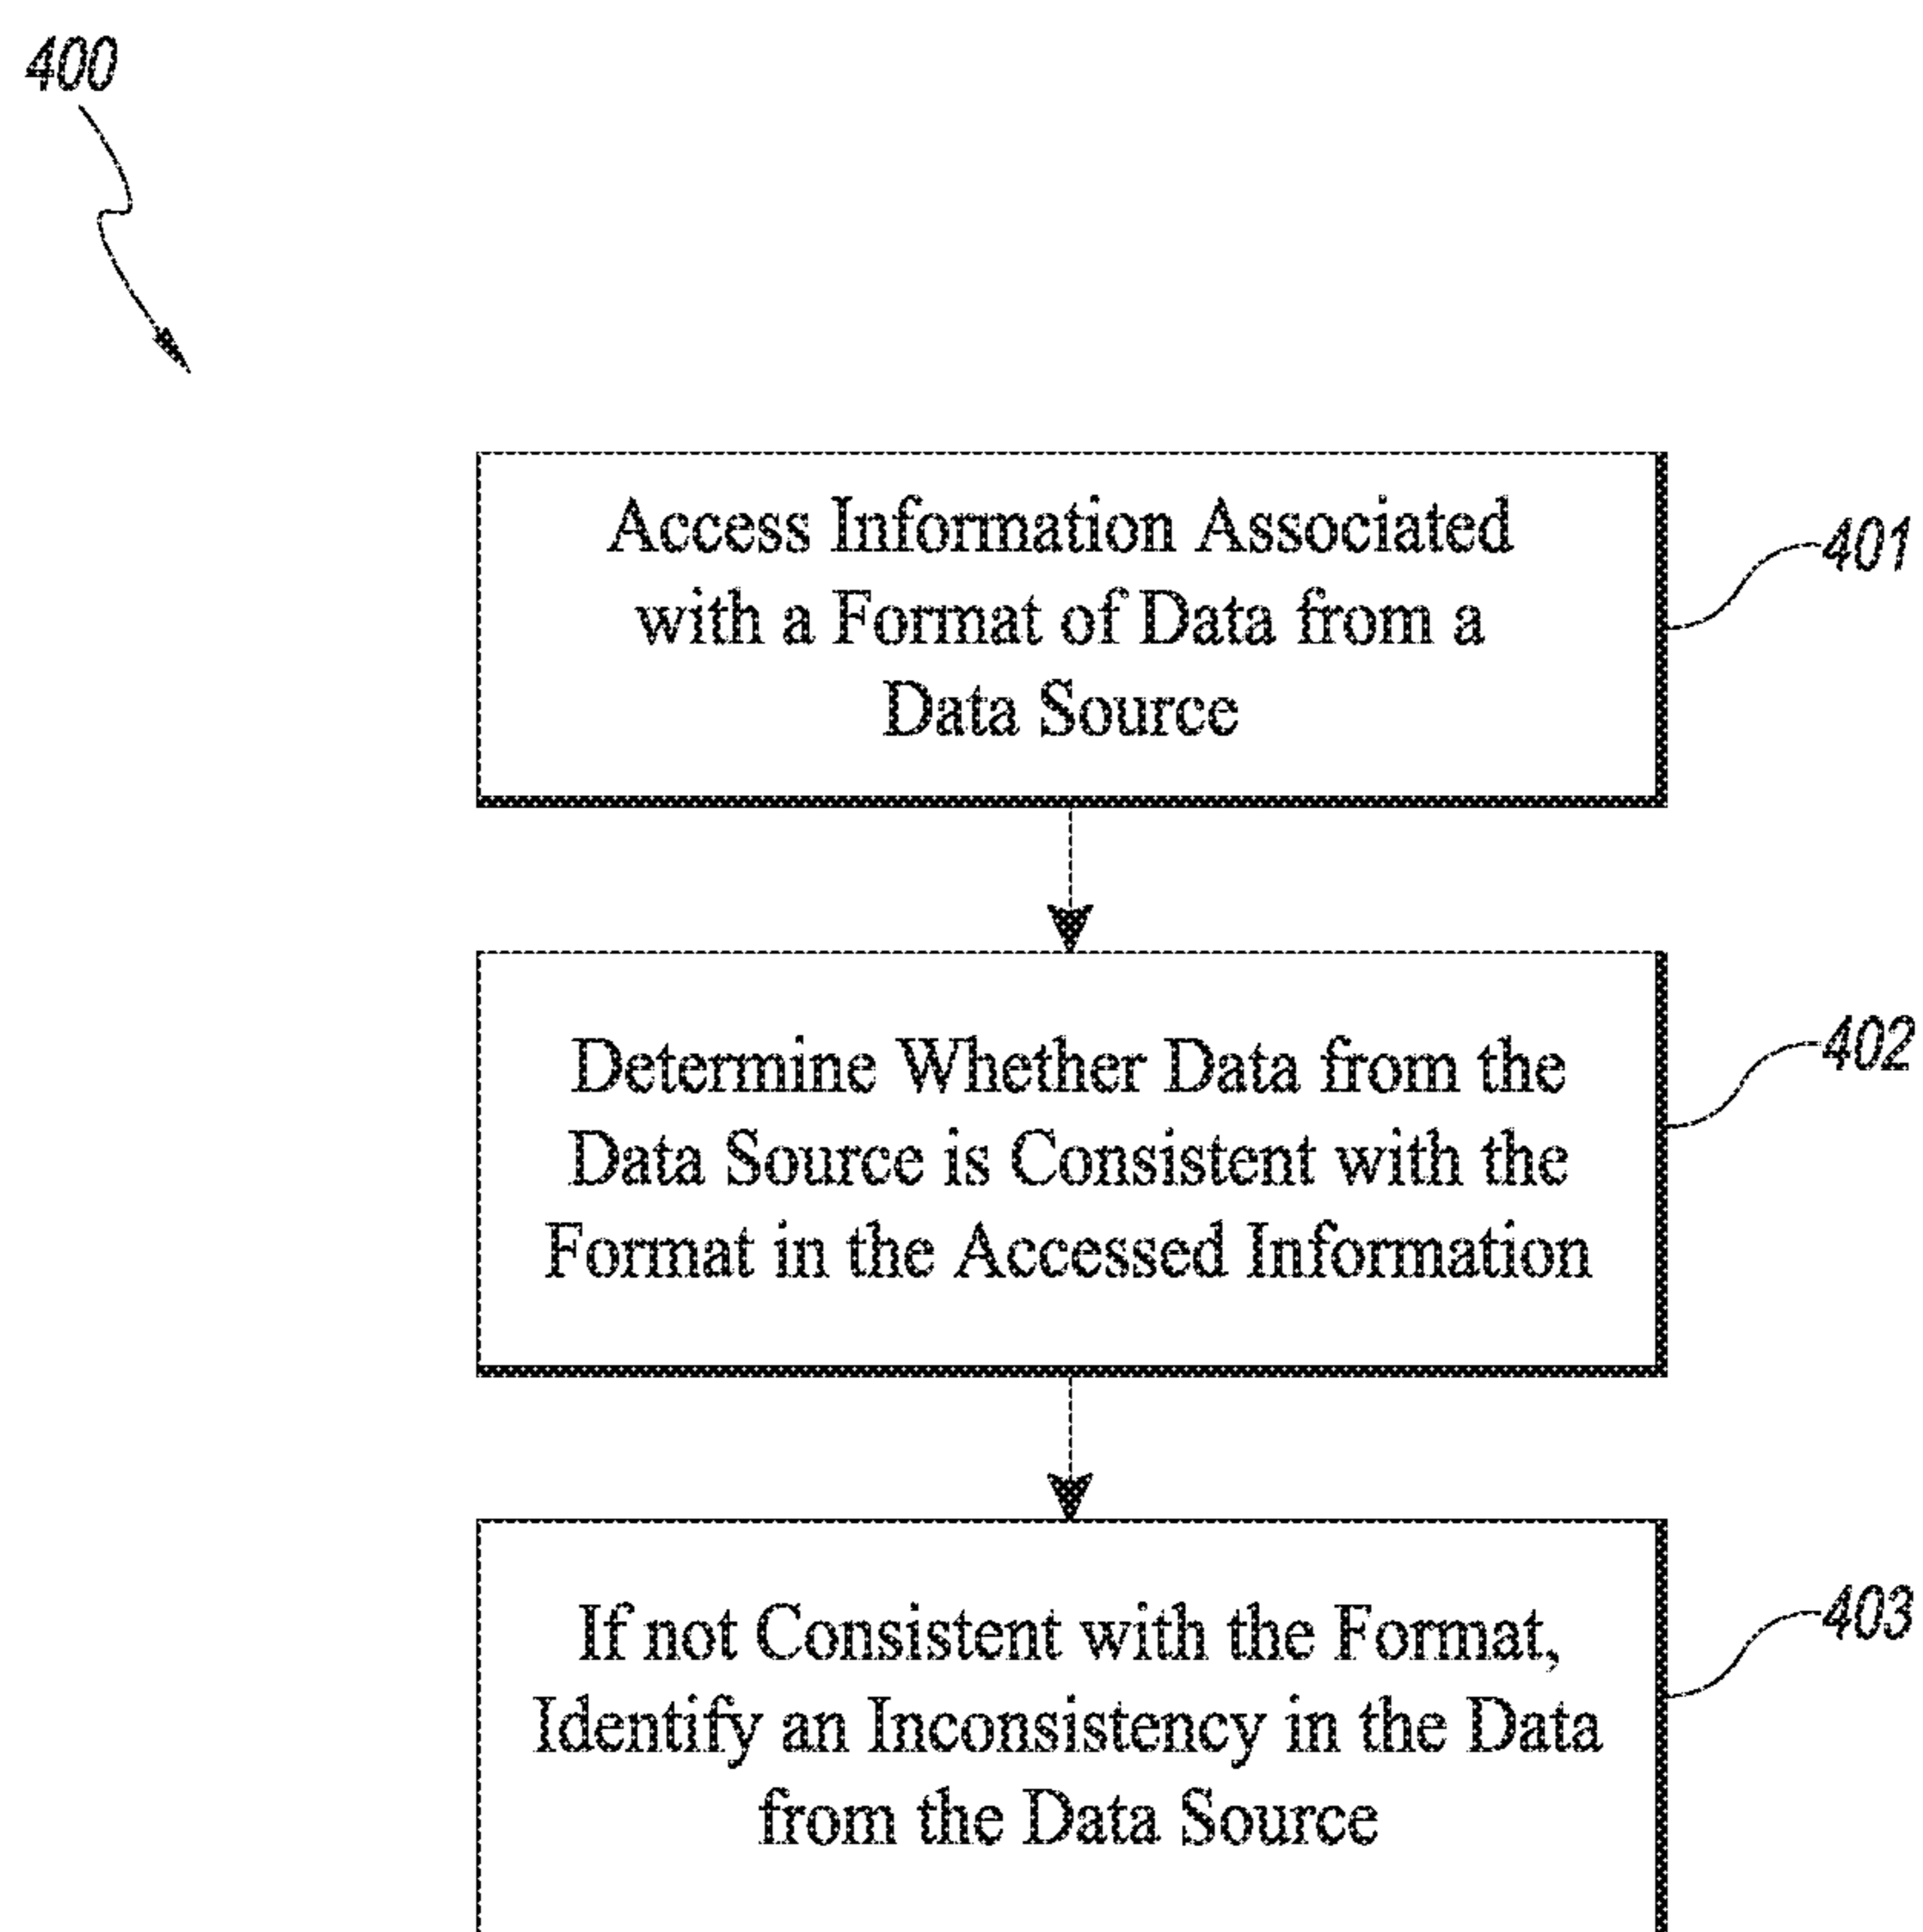 400
Access Information Associated
with a Format of Data from a
Data Source
401
Determine Whether Data from the
Data Source is Consistent with the
Format in the Accessed Information
402
If not Consistent with the Format,
Identify an Inconsistency in the Data
from the Data Source
403